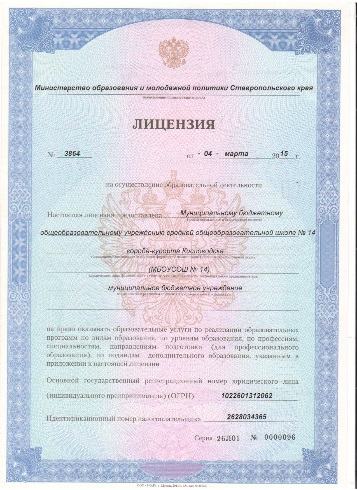 Министерство образования и молодежной политики Ставропольского края
ЛИЦЕНЗИЯ
№ 3864 от « 04 » марта 2015 г.
на осуществление образовательной деятельности
Настоящая лицензия предоставлена Муниципальному бюджетному
общеобразовательному учреждению средней общеобразовательной школе № 14
города-курорта Кисловодска
(МБОУСОШ № 14)
муниципальное бюджетное учреждение
на право оказывать образовательные услуги по реализации образовательных
программ по видам образования, по уровням образования, по профессиям,
специальностям, направлениям подготовки (для профессионального
образования), по подвидам дополнительного образования, указанным в
приложении к настоящей лицензии
Основной государственный регистрационный номер юридического лица
(индивидуального предпринимателя) (ОГРН) 1022601312062
Идентификационный номер налогоплательщика 2628034365
Серия 26Л01 № 0000096